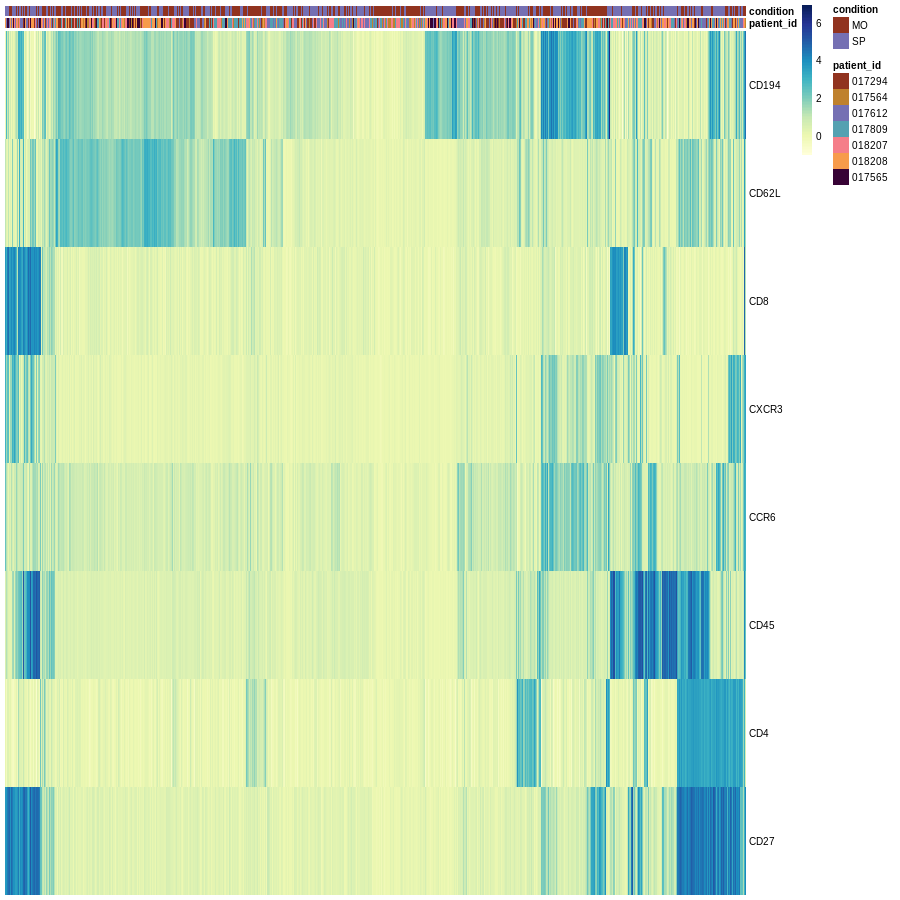 condition
patient_id
6
4
2
0
condition
MO
SP
patient_id
017294
017564
017612
017809
018207
018208
017565
CD194
CD62L
CD8
CXCR3
CCR6
CD45
CD4
CD27